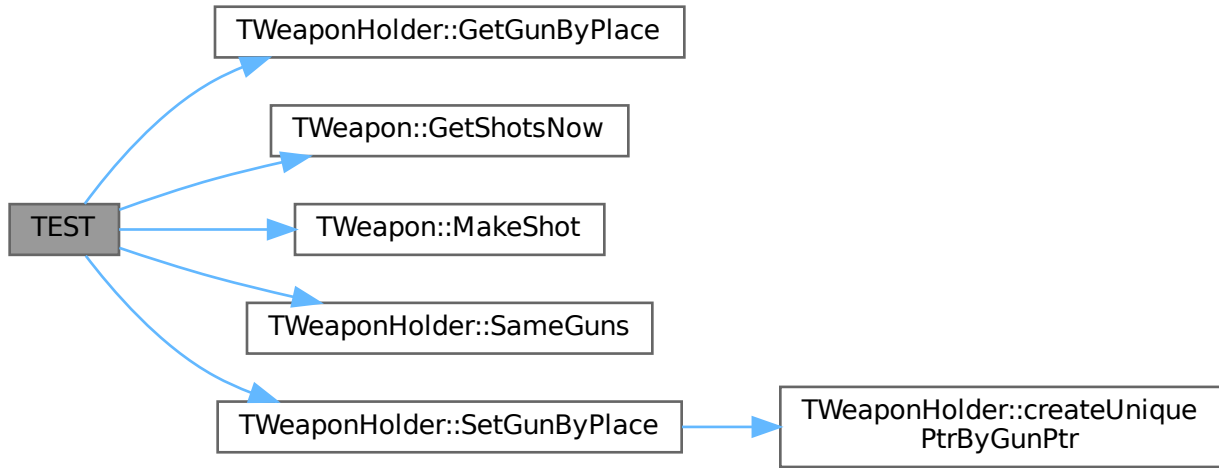 TWeaponHolder::GetGunByPlace
TWeapon::GetShotsNow
TEST
TWeapon::MakeShot
TWeaponHolder::SameGuns
TWeaponHolder::SetGunByPlace
TWeaponHolder::createUnique
PtrByGunPtr